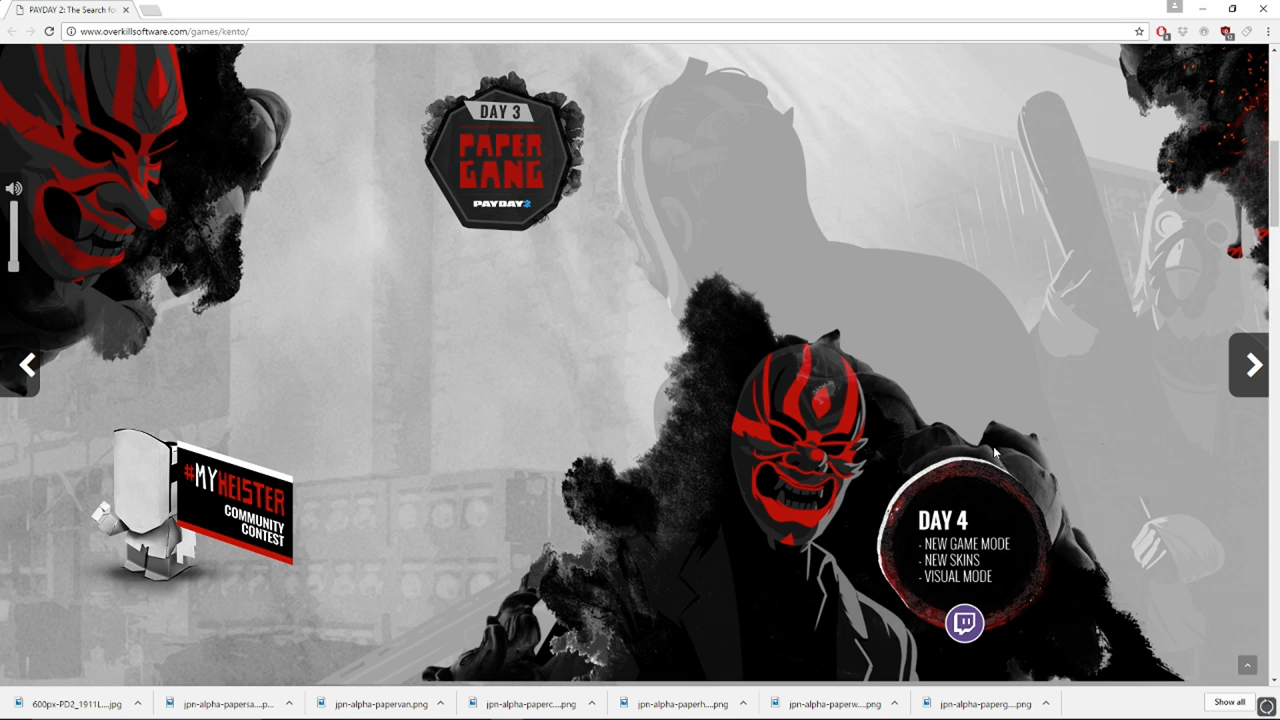 PAYDAY 2: The Search fo
www.overkillsoftware.com/games/kento/
DAY 3
PAPER
GANG
PAYDAY 2
#MYHEISTER
COMMUNITY
CONTEST
DAY 4
- NEW GAME MODE
- NEW SKINS
- VISUAL MODE
600px-PD2_1911L....jpg
jpn-alpha-papersa....p...
jpn-alpha-papervan.png
jpn-alpha-paperc....png
jpn-alpha-paperh....png
jpn-alpha-paperw....png
jpn-alpha-paperg....png
Show all